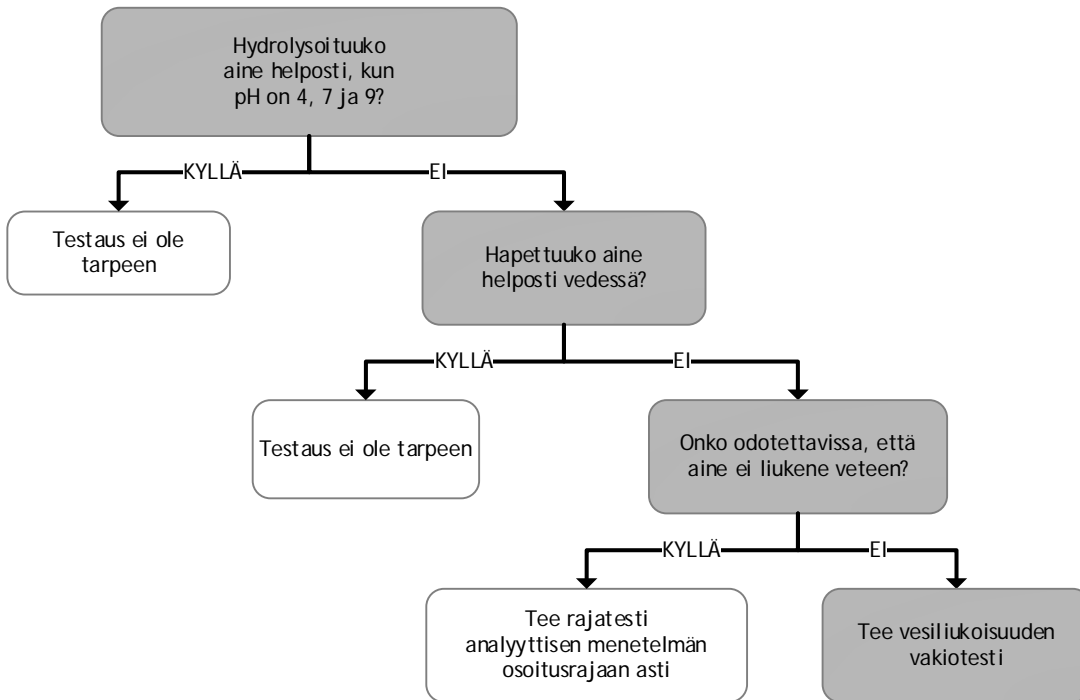 Hydrolysoituuko
aine helposti, kun
pH on 4, 7 ja 9?
KYLLÄ
EI
Testaus ei ole
tarpeen
Hapettuuko aine
helposti vedessä?
KYLLÄ
EI
Testaus ei ole tarpeen
Onko odotettavissa, että
aine ei liukene veteen?
KYLLÄ
EI
Tee rajatesti
analyyttisen menetelmän
osoitusrajaan asti
Tee vesiliukoisuuden
vakiotesti